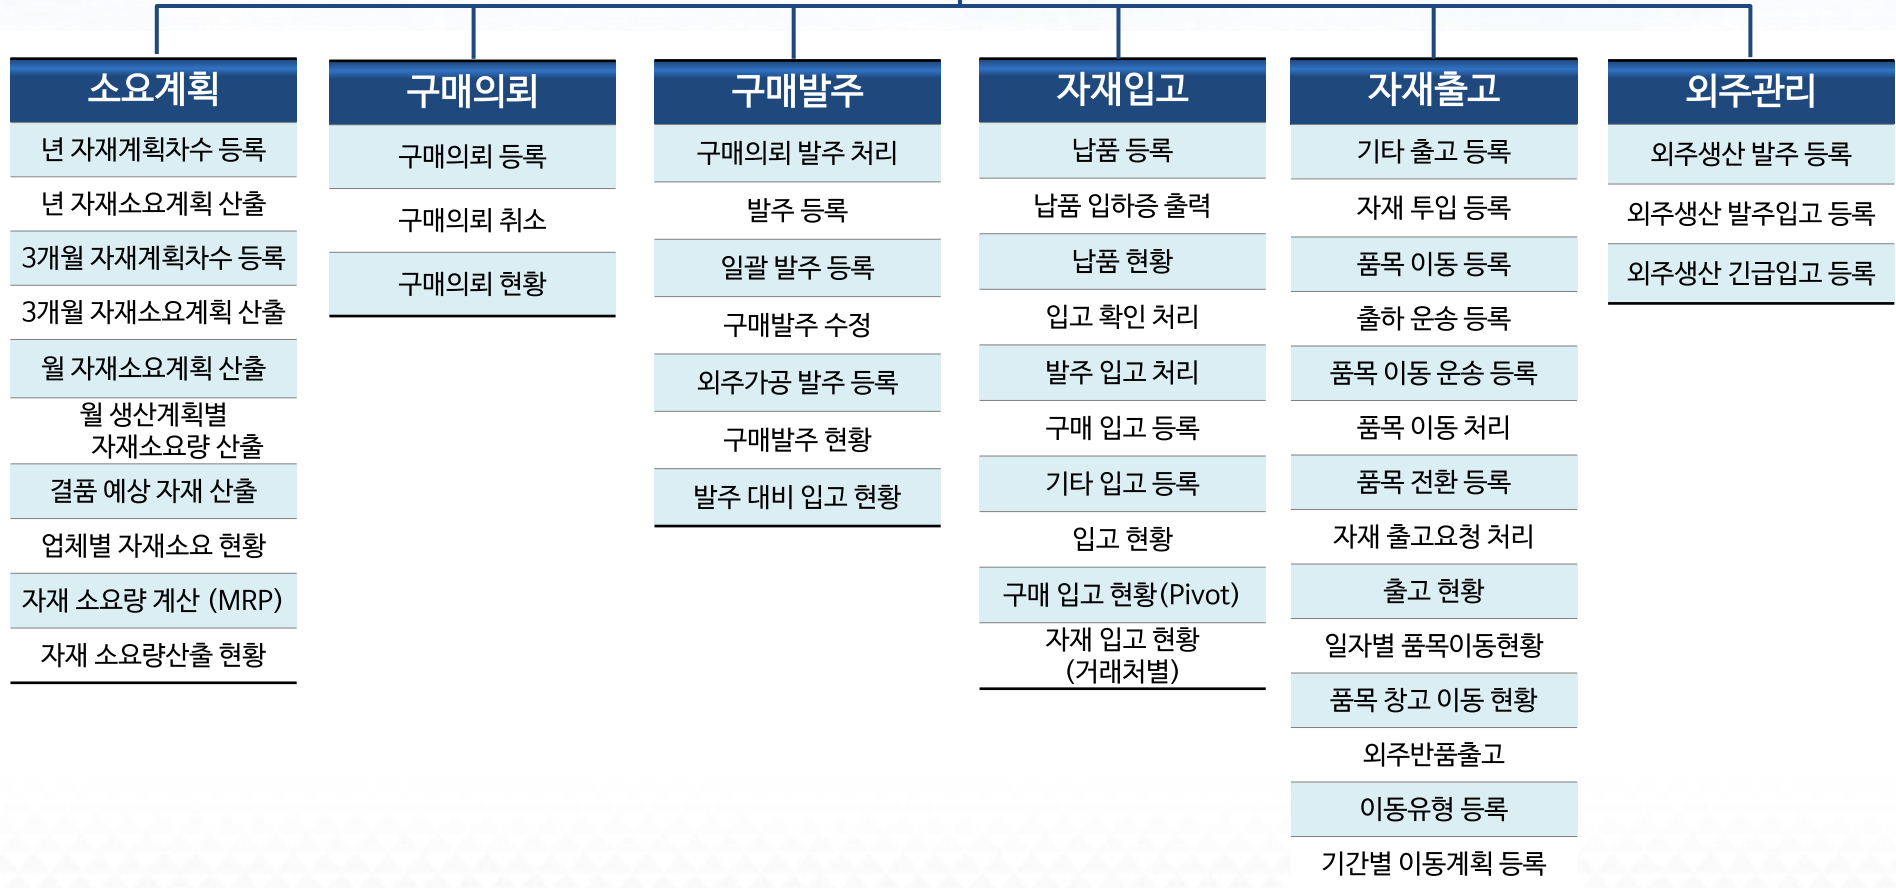 소요계획
년 자재계획차수 등록
년 자재소요계획 산출
3개월 자재계획차수 등록
3개월 자재소요계획 산출
월 자재소요계획 산출
월 생산계획별
자재소요량 산출
결품 예상 자재 산출
업체별 자재소요 현황
자재 소요량 계산 (MRP)
자재 소요량산출 현황
구매의뢰
구매의뢰 등록
구매의뢰 취소
구매의뢰 현황
구매발주
구매의뢰 발주 처리
발주 등록
일괄 발주 등록
구매발주 수정
외주가공 발주 등록
구매발주 현황
발주 대비 입고 현황
자재입고
납품 등록
납품 입하증 출력
납품 현황
입고 확인 처리
발주 입고 처리
구매 입고 등록
기타 입고 등록
입고 현황
구매 입고 현황(Pivot)
자재 입고 현황
(거래처별)
자재출고
기타 출고 등록
자재 투입 등록
품목 이동 등록
출하 운송 등록
품목 이동 운송 등록
품목 이동 처리
품목 전환 등록
자재 출고요청 처리
출고 현황
일자별 품목이동현황
품목 창고 이동 현황
외주반품출고
이동유형 등록
기간별 이동계획 등록
외주관리
외주생산 발주 등록
외주생산 발주입고 등록
외주생산 긴급입고 등록